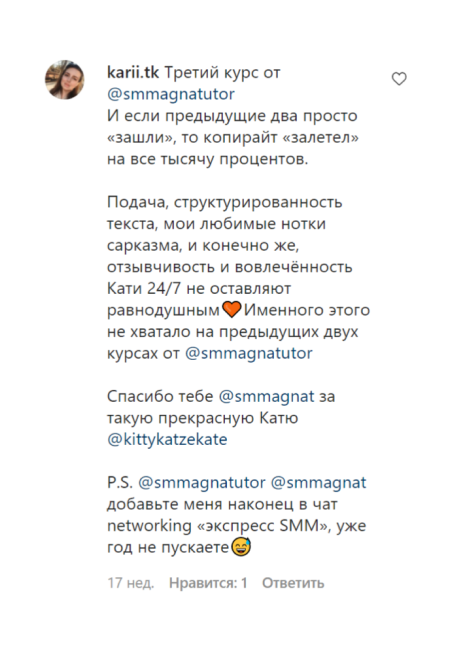 karii.tk Третий курс от
@smmagnatutor
И если предыдущие два просто
«зашли», то копирайт «залетел»
на все тысячу процентов.
Подача, структурированность
текста, мои любимые нотки
сарказма, и конечно же,
отзывчивость и вовлечённость
Кати 24/7 не оставляют
равнодушным🧡Именного этого
не хватало на предыдущих двух
курсах от @smmagnatutor
Спасибо тебе @smmagnat за
такую прекрасную Катю
@kittykatzekate
P.S. @smmagnatutor @smmagnat
добавьте меня наконец в чат
networking «экспресс SMM», уже
год не пускаете😅
17 нед. Нравится: 1 Ответить